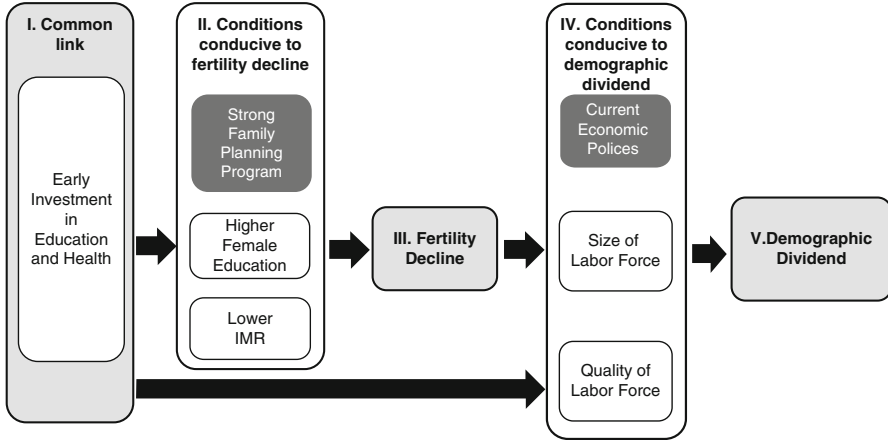 I. Common
link
Early
Investment
in
Education
and Health
II. Conditions
conducive to
fertility decline
Strong
Family
Planning
Program
Higher
Female
Education
Lower
IMR
III. Fertility
Decline
IV. Conditions
conducive to
demographic
dividend
Current
Economic
Polices
Size of
Labor Force
Quality of
Labor Force
V.Demographic
Dividend